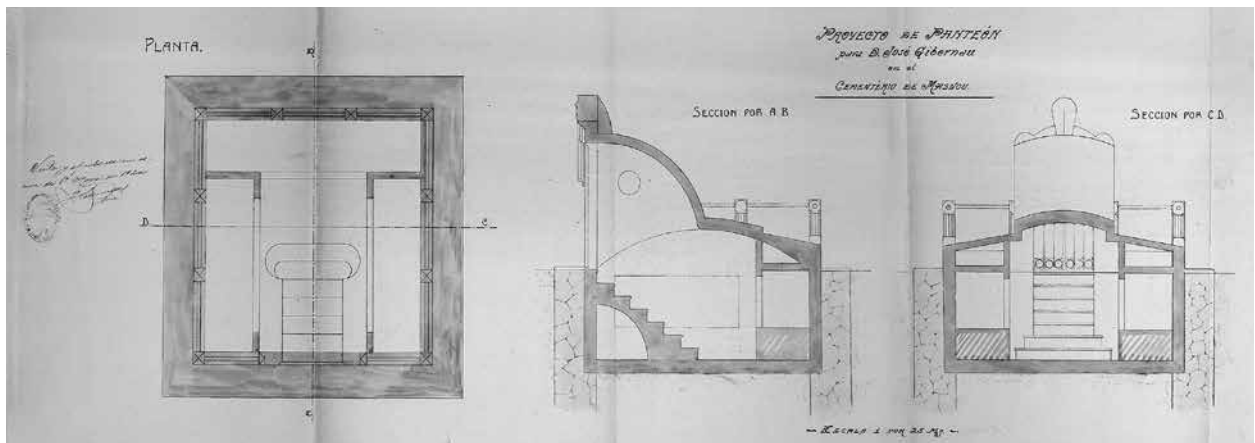 PLANTA.
D.
C.
PROYECTO DE PANTEÓN
para D. José Gibernau
en el
CEMENTERIO DE MASNOU.
SECCION POR A.B.
SECCION POR C.D.
ESCALA 1 POR 25